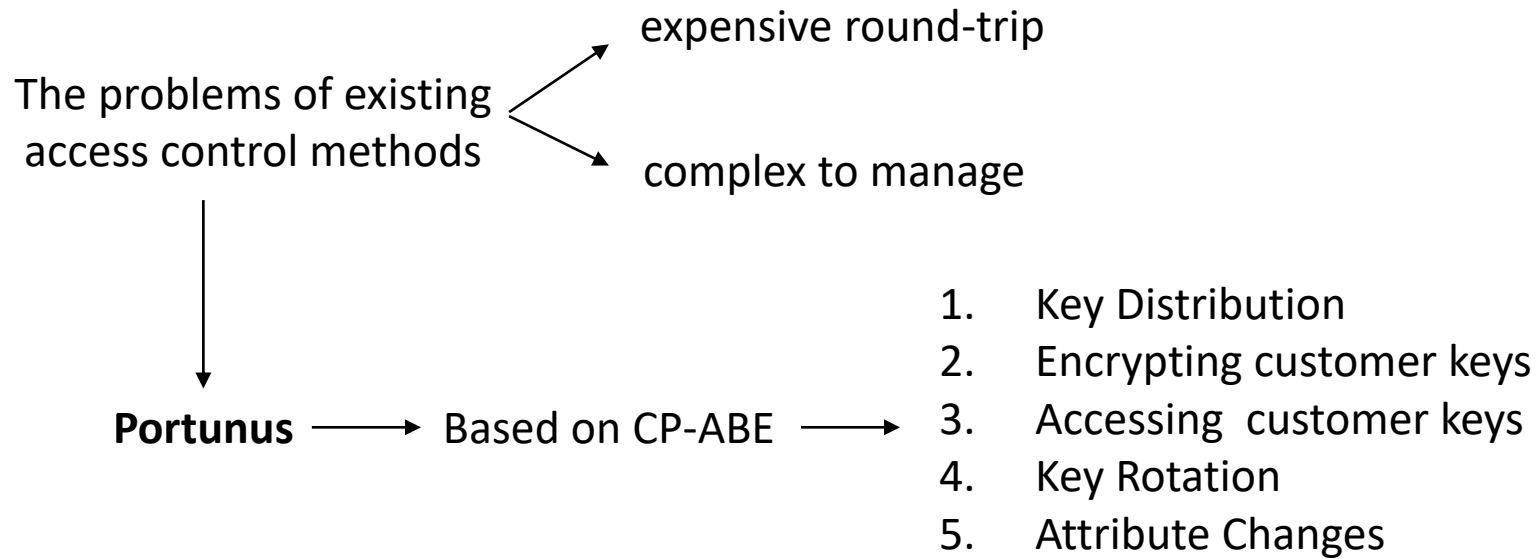 expensive round-trip
The problems of existing
access control methods
complex to manage
1. Key Distribution
2. Encrypting customer keys
Portunus
Based on CP-ABE
3. Accessing customer keys
4. Key Rotation
5. Attribute Changes